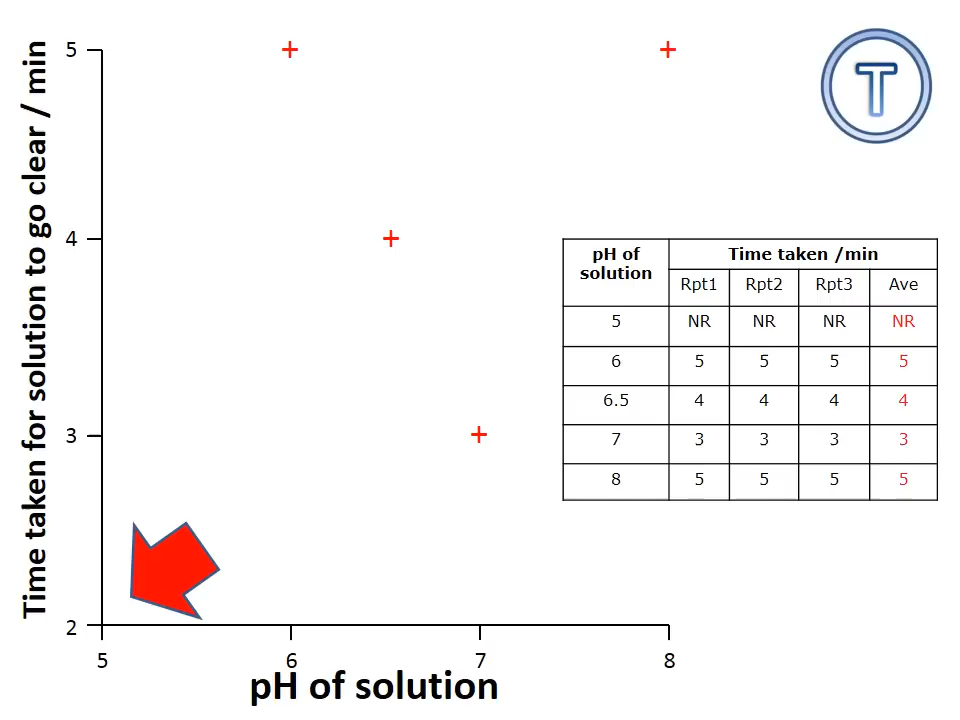 Time taken for solution to go clear / min
5
4
3
2
5 6 7 8
pH of solution
T
pH of solution Time taken /min
Rpt1 Rpt2 Rpt3 Ave
5 NR NR NR NR
6 5 5 5 5
6.5 4 4 4 4
7 3 3 3 3
8 5 5 5 5